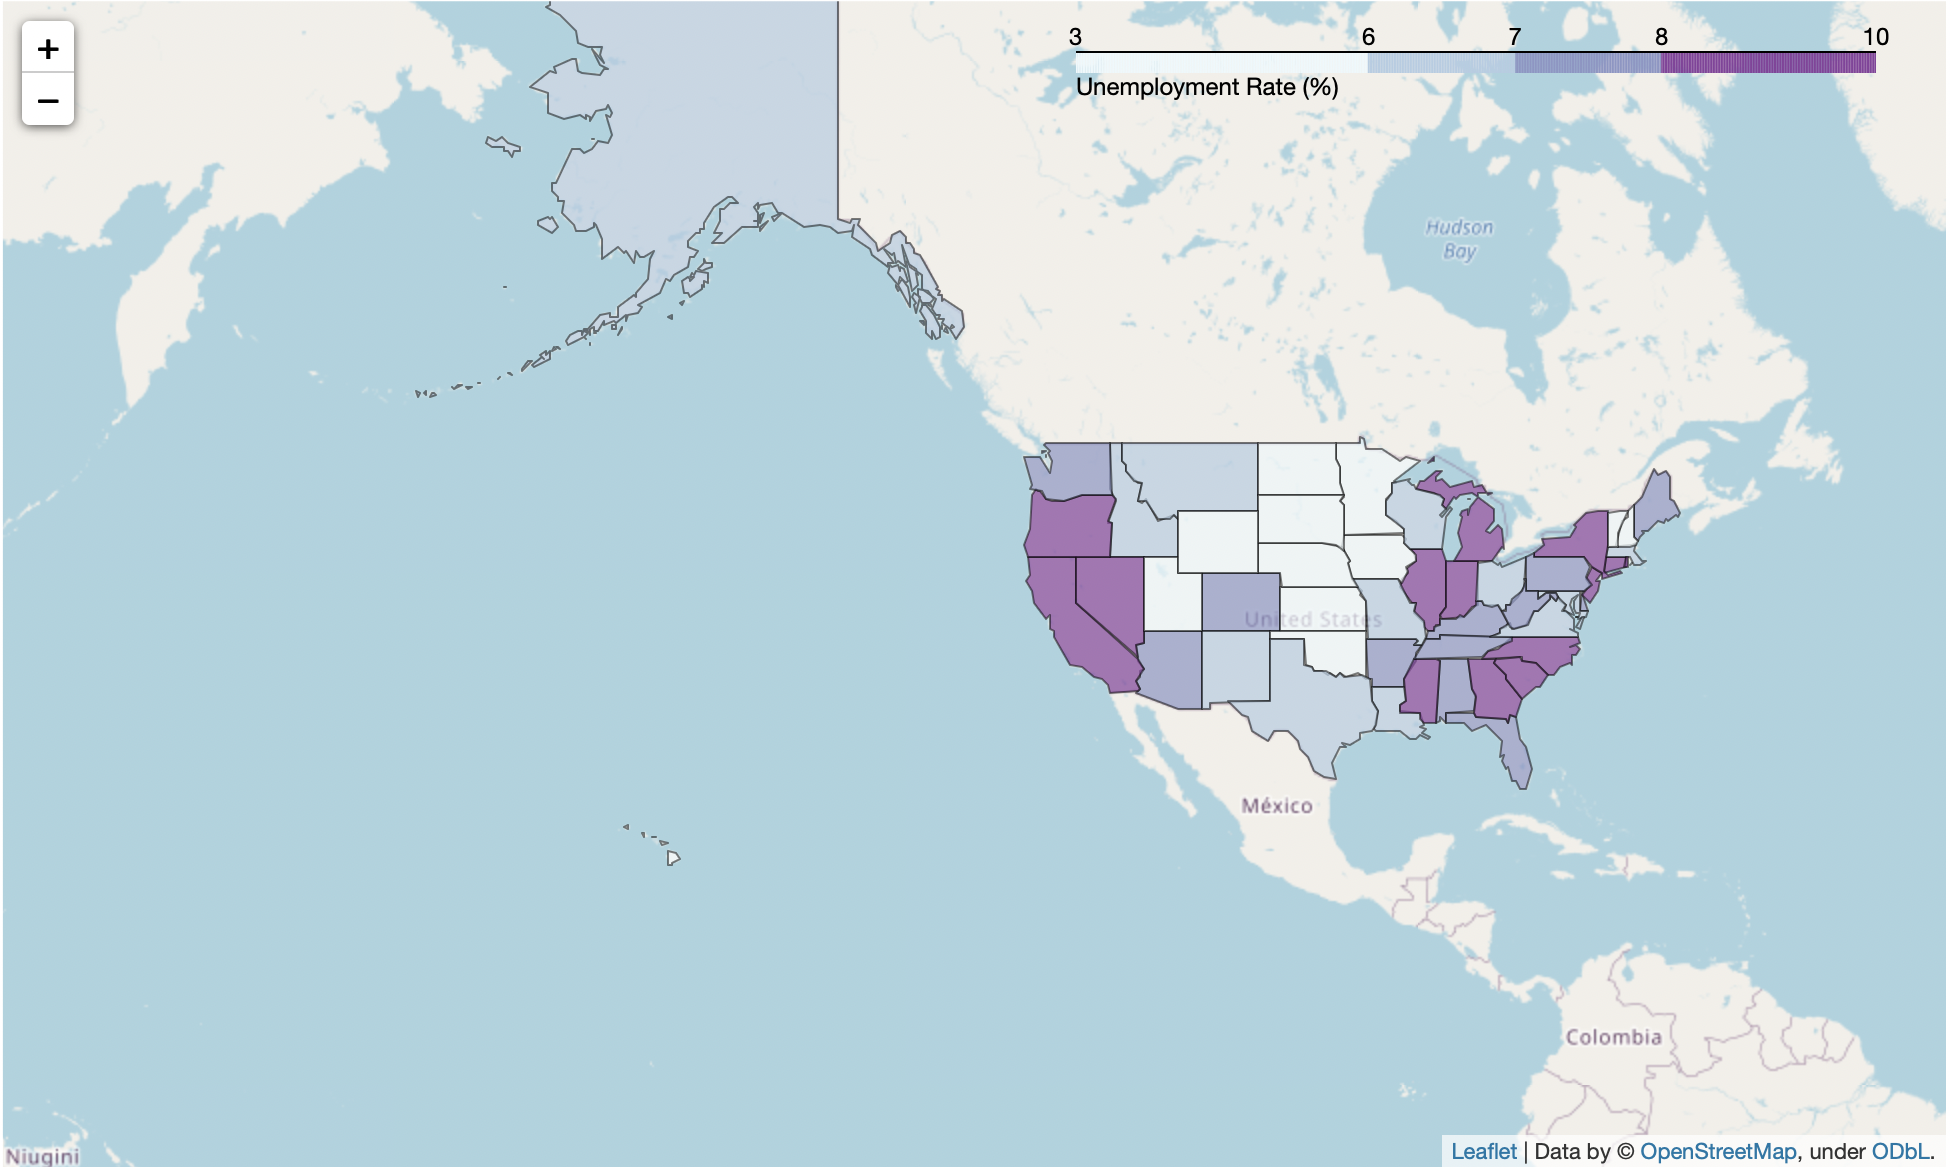 +
−
3 6 7 8 10
Unemployment Rate (%)
Hudson
Bay
United States
México
Colombia
Niugini
Leaflet | Data by © OpenStreetMap, under ODbL.